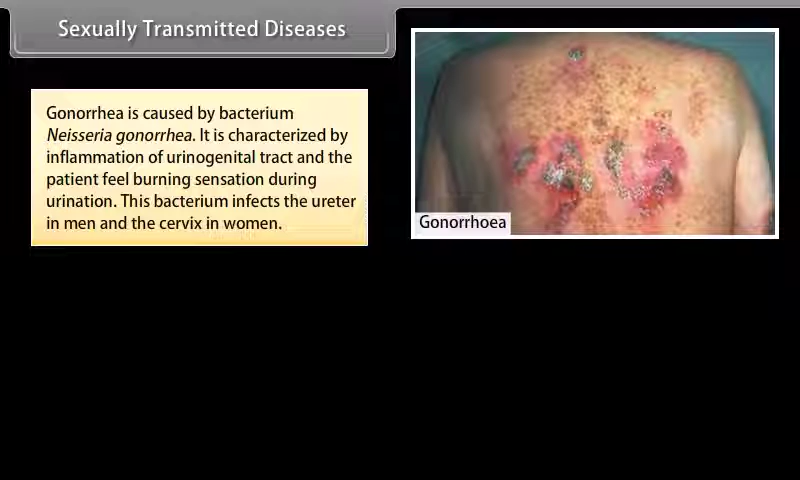 Sexually Transmitted Diseases
Gonorrhea is caused by bacterium
Neisseria gonorrhea. It is characterized by
inflammation of urinogenital tract and the
patient feel burning sensation during
urination. This bacterium infects the ureter
in men and the cervix in women.
Gonorrhoea